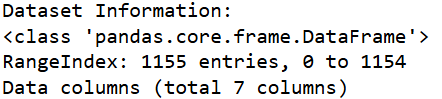 Dataset Information:
<class 'pandas.core.frame.DataFrame'>
RangeIndex: 1155 entries, 0 to 1154
Data columns (total 7 columns)